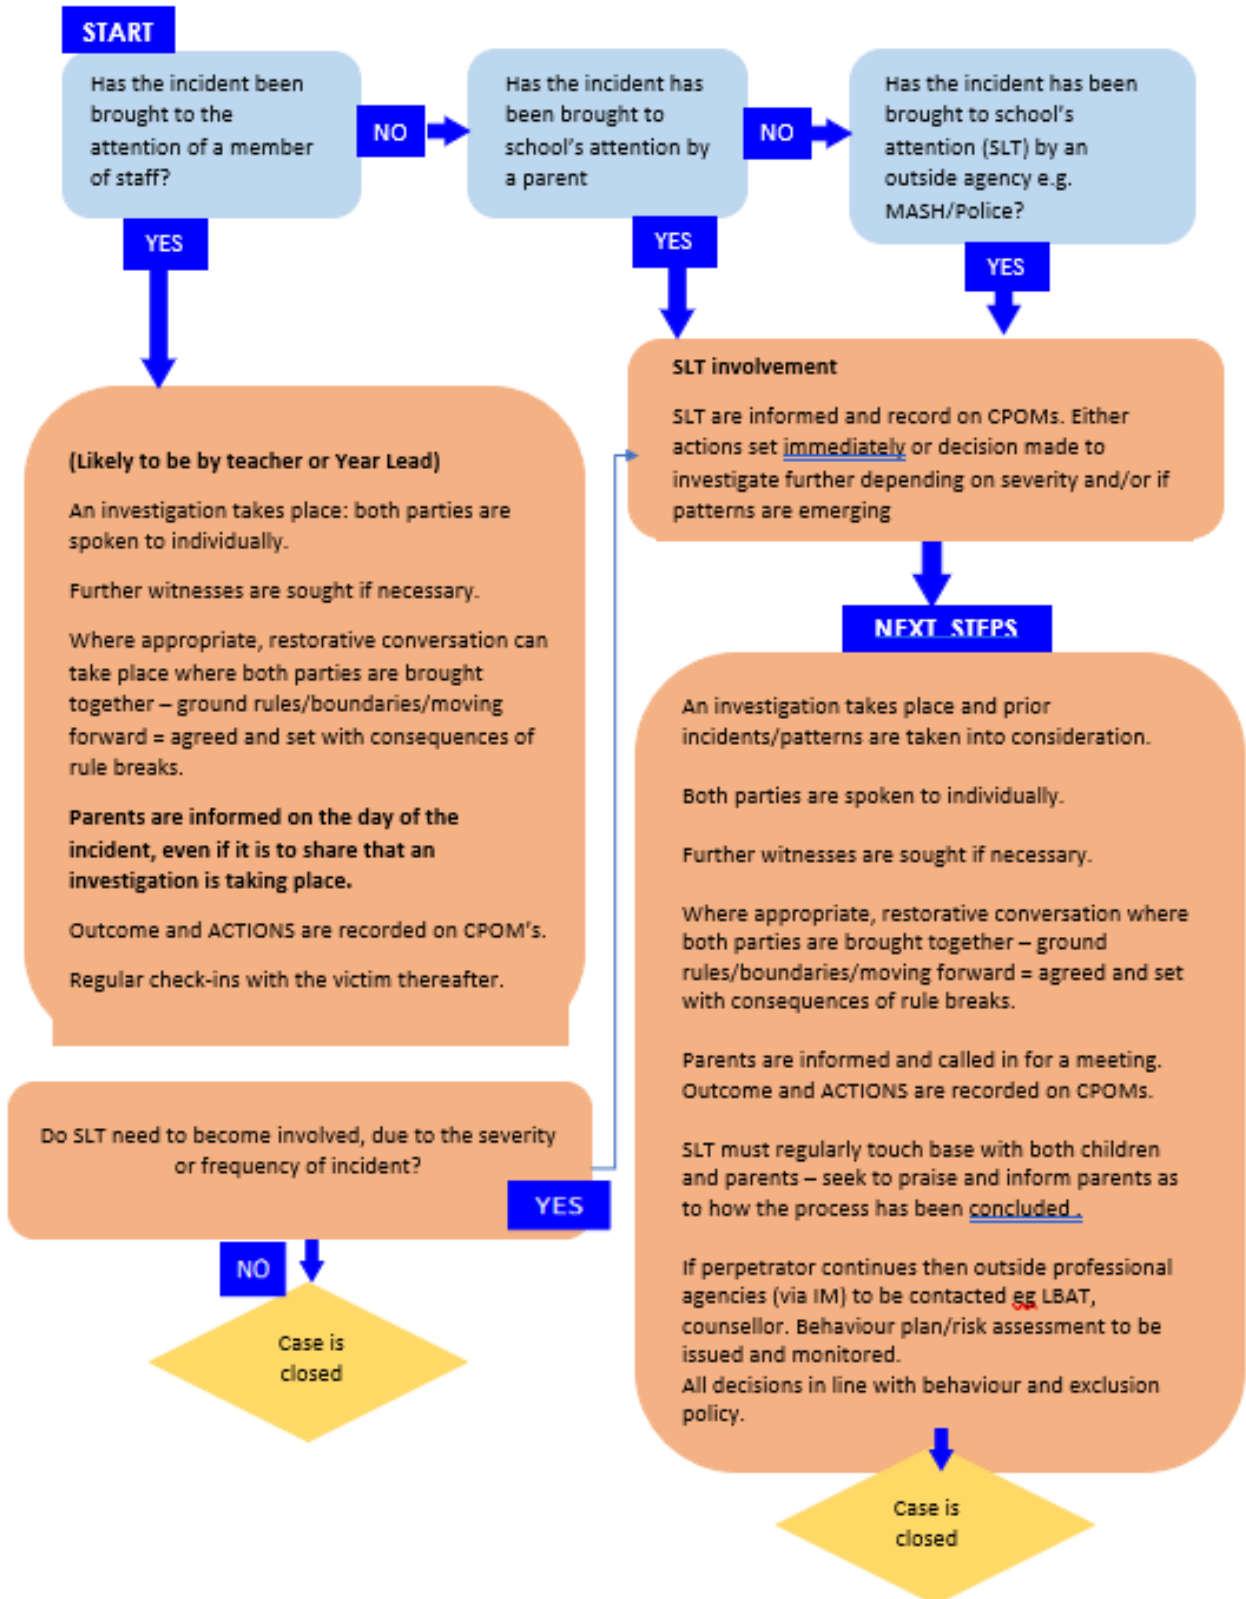 START
Has the incident been
brought to the
attention of a member
of staff?
NO
Has the incident has
been brought to
school's attention by
a parent
NO
Has the incident has been
brought to school's
attention (SLT) by an
outside agency e.g.
MASH/Police?
YES
YES
YES
(Likely to be by teacher or Year Lead)
An investigation takes place: both parties are
spoken to individually.
Further witnesses are sought if necessary.
Where appropriate, restorative conversation can
take place where both parties are brought
together – ground rules/boundaries/moving
forward = agreed and set with consequences of
rule breaks.
Parents are informed on the day of the
incident, even if it is to share that an
investigation is taking place.
Outcome and ACTIONS are recorded on CPOM's.
Regular check-ins with the victim thereafter.
Do SLT need to become involved, due to the severity
or frequency of incident?
YES
NO
Case is
closed
SLT involvement
SLT are informed and record on CPOMs. Either
actions set immediately or decision made to
investigate further depending on severity and/or if
patterns are emerging
NEXT STEPS
An investigation takes place and prior
incidents/patterns are taken into consideration.
Both parties are spoken to individually.
Further witnesses are sought if necessary.
Where appropriate, restorative conversation where
both parties are brought together – ground
rules/boundaries/moving forward = agreed and set
with consequences of rule breaks.
Parents are informed and called in for a meeting.
Outcome and ACTIONS are recorded on CPOMs.
SLT must regularly touch base with both children
and parents – seek to praise and inform parents as
to how the process has been concluded .
If perpetrator continues then outside professional
agencies (via IM) to be contacted eg LBAT,
counsellor. Behaviour plan/risk assessment to be
issued and monitored.
All decisions in line with behaviour and exclusion
policy.
Case is
closed